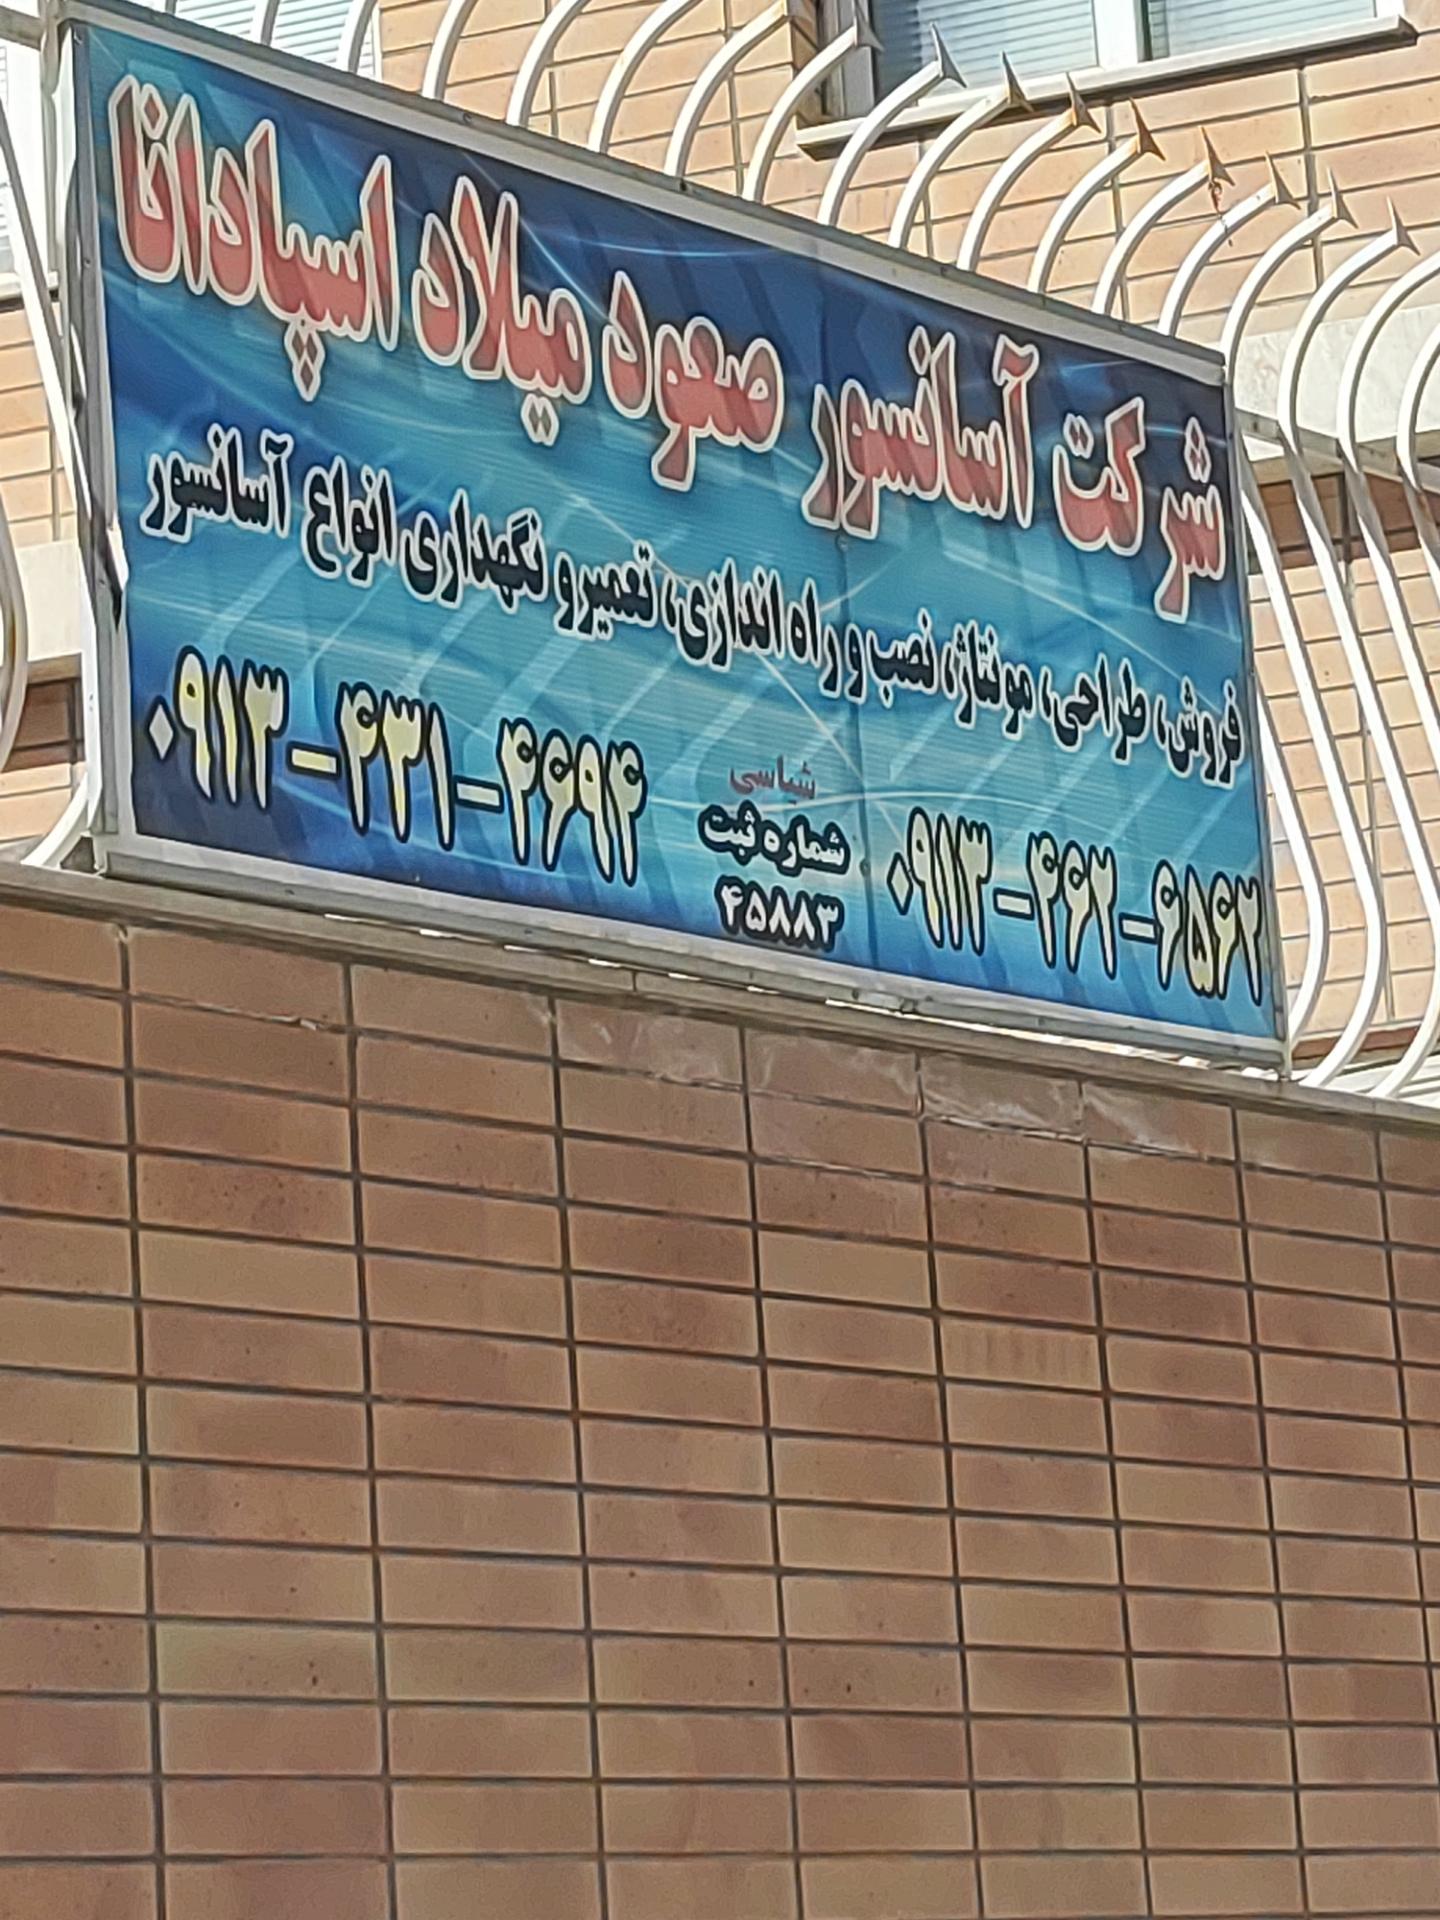 شرکت آسانسور صعود میلاد اسپادانا
فروش، طراحی، مونتاژ، نصب و راه اندازی، تعمیر و نگهداری انواع آسانسور
شیاسی
شماره ثبت
۴۵۸۸۳
۰۹۱۳-۴۶۲-۶۵۶۲
۰۹۱۳-۴۳۱-۴۶۹۴